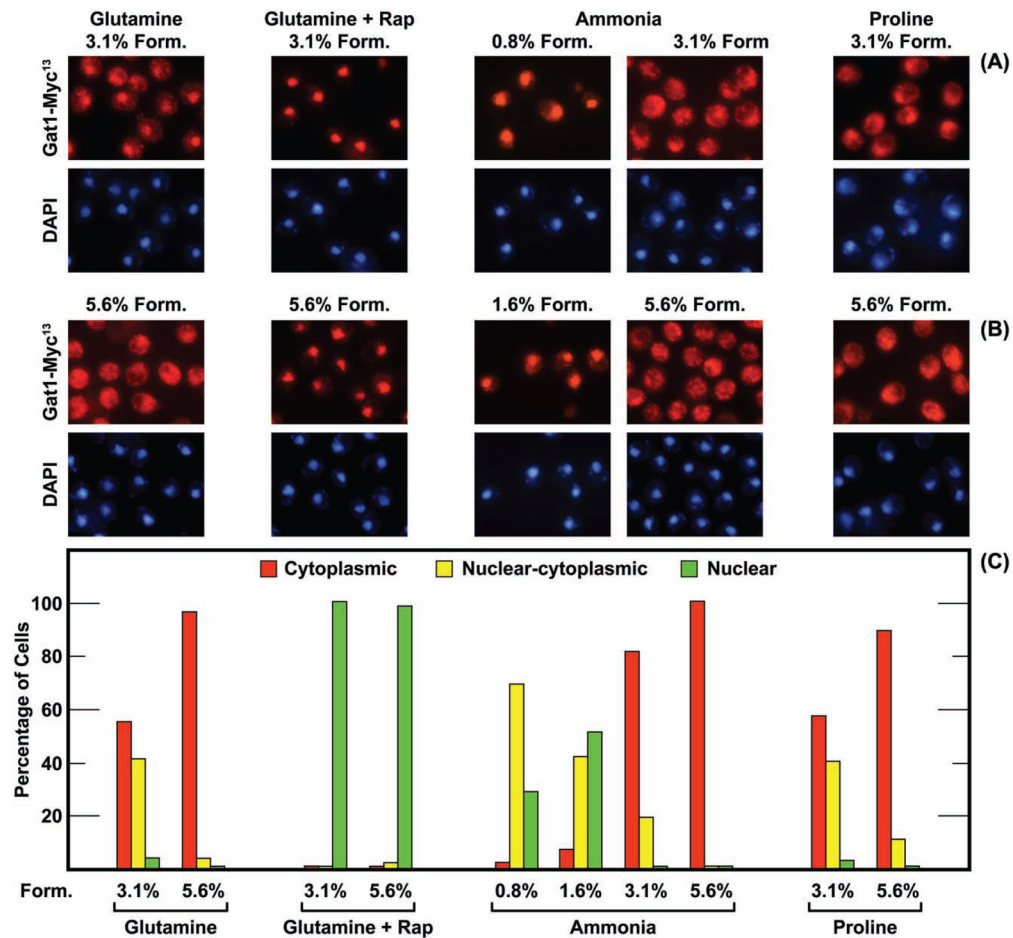 Glutamine Glutamine + Rap Ammonia Proline
3.1% Form. 3.1% Form. 0.8% Form. 3.1% Form 3.1% Form.
(A)
Gat1-Myc¹³
DAPI
5.6% Form. 5.6% Form. 1.6% Form. 5.6% Form. 5.6% Form.
(B)
Gat1-Myc¹³
DAPI
Cytoplasmic Nuclear-cytoplasmic Nuclear
(C)
Percentage of Cells
100
80
60
40
20
Form. 3.1% 5.6% 3.1% 5.6% 0.8% 1.6% 3.1% 5.6% 3.1% 5.6%
Glutamine Glutamine + Rap Ammonia Proline